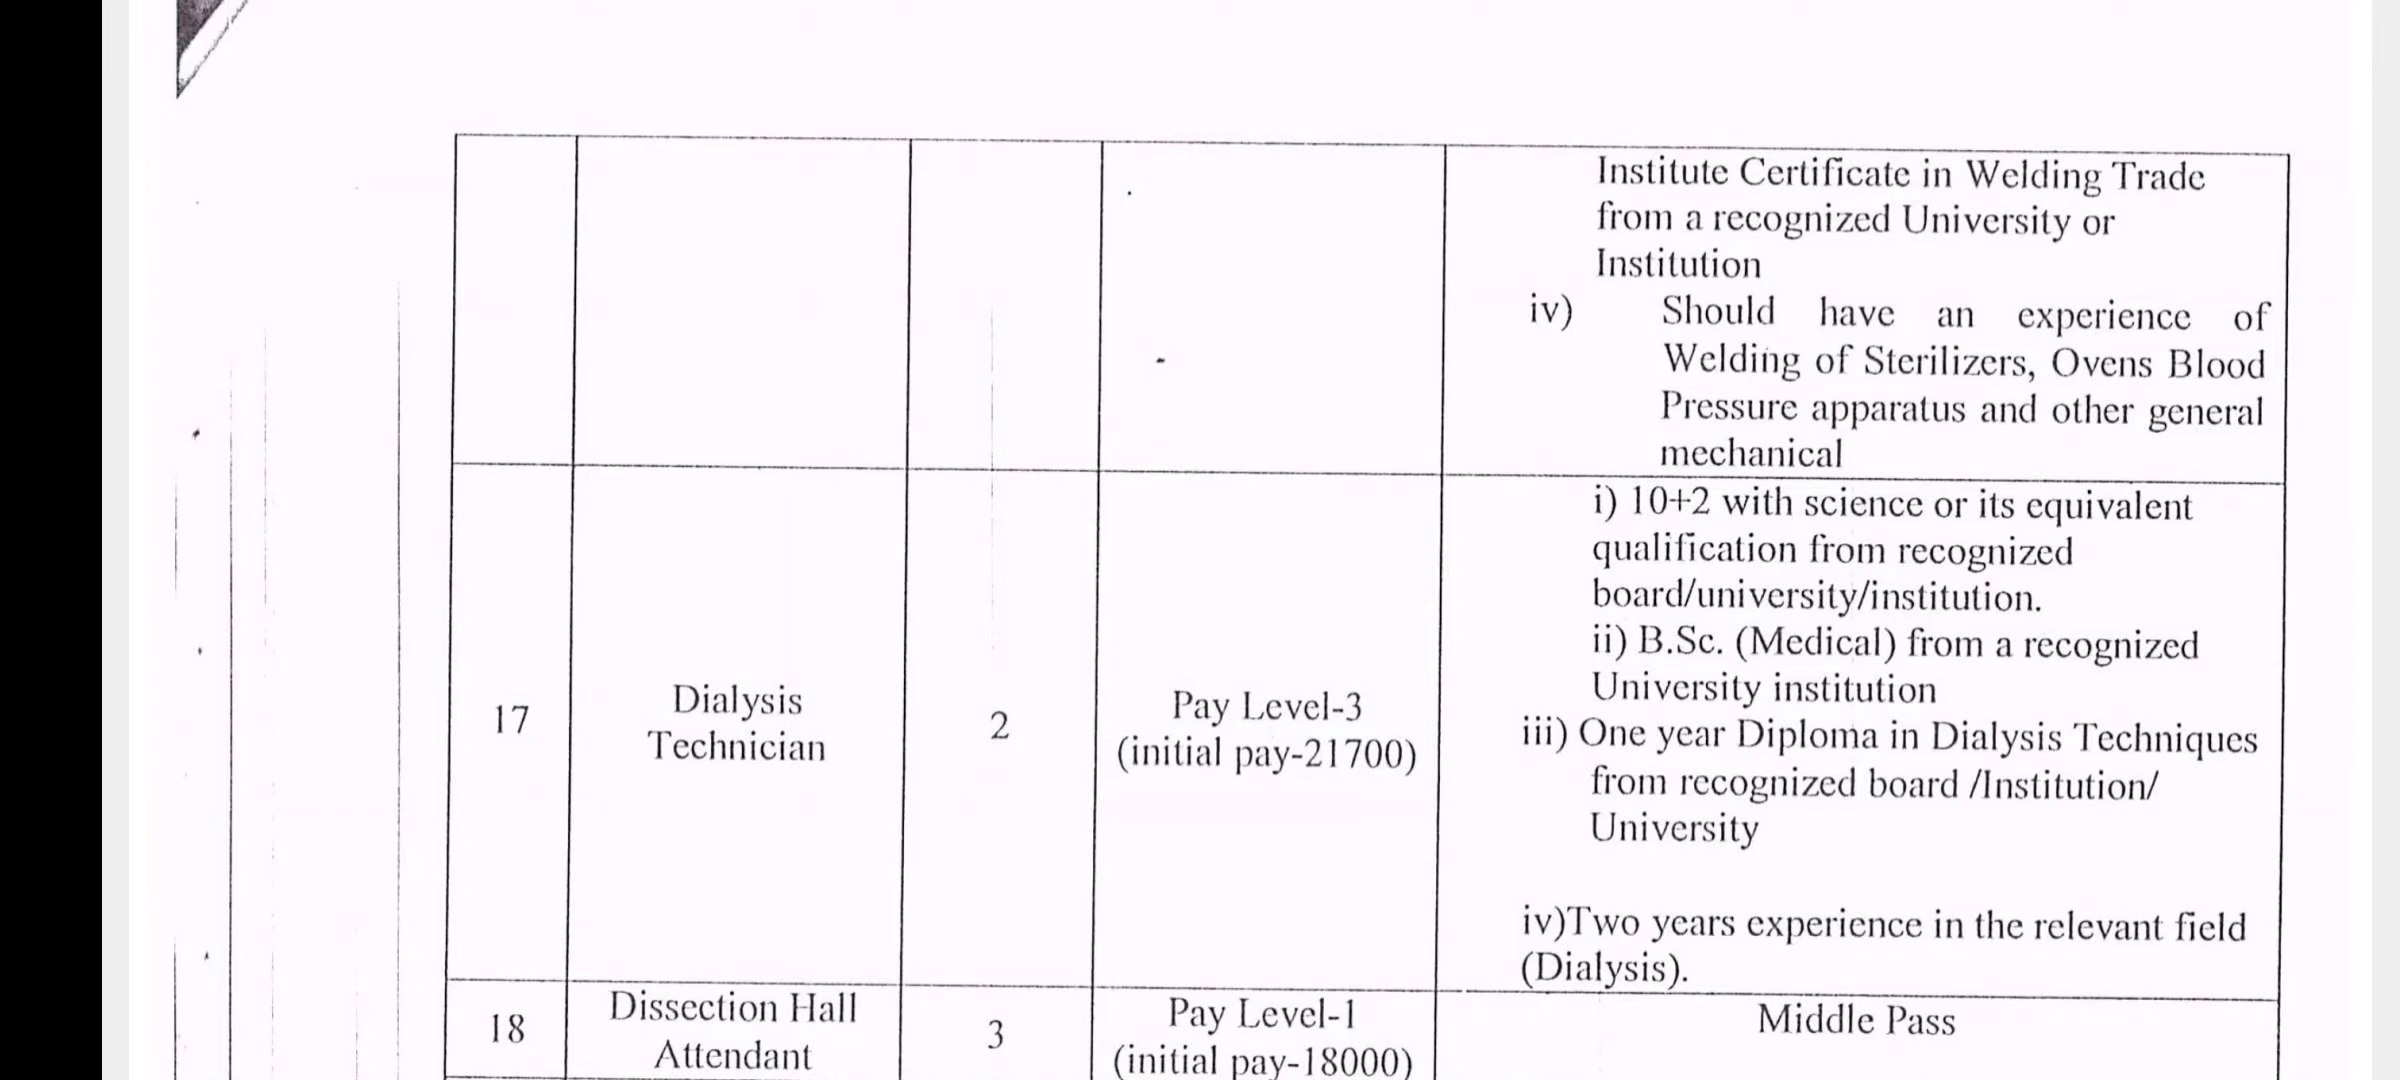 Institute Certificate in Welding Trade
from a recognized University or
Institution
iv) Should have an experience of
Welding of Sterilizers, Ovens Blood
Pressure apparatus and other general
mechanical
17
Dialysis
Technician
2
Pay Level-3
(initial pay-21700)
i) 10+2 with science or its equivalent
qualification from recognized
board/university/institution.
ii) B.Sc. (Medical) from a recognized
University institution
iii) One year Diploma in Dialysis Techniques
from recognized board /Institution/
University
iv)Two years experience in the relevant field
(Dialysis).
18
Dissection Hall
Attendant
3
Pay Level-1
(initial pay-18000)
Middle Pass